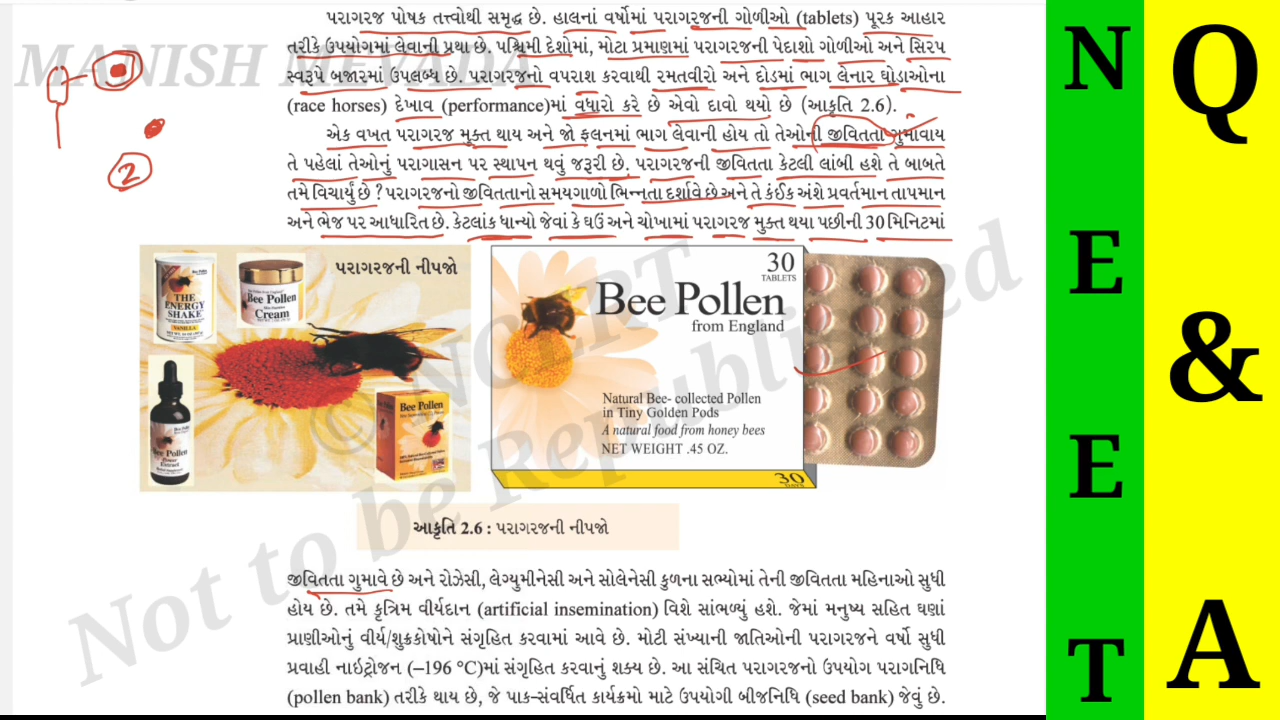 પરાગરજ પોષક તત્ત્વોથી સમૃદ્ધ છે. હાલનાં વર્ષોમાં પરાગરજની ગોળીઓ (tablets) પૂરક આહાર
તરીકે ઉપયોગમાં લેવાની પ્રથા છે. પશ્ચિમી દેશોમાં, મોટા પ્રમાણમાં પરાગરજની પેદાશો ગોળીઓ અને સિરપ
સ્વરૂપે બજારમાં ઉપલબ્ધ છે. પરાગરજનો વપરાશ કરવાથી રમતવીરો અને દોડમાં ભાગ લેનાર ઘોડાઓના
(race horses) દેખાવ (performance)માં વધારો કરે છે એવો દાવો થયો છે (આકૃતિ 2.6).
એક વખત પરાગરજ મુક્ત થાય અને જો ફલનમાં ભાગ લેવાની હોય તો તેઓની જીવિતતા ગુમાવાય
તે પહેલાં તેઓનું પરાગાસન પર સ્થાપન થવું જરૂરી છે. પરાગરજની જીવિતતા કેટલી લાંબી હશે તે બાબતે
તમે વિચાર્યું છે ? પરાગરજનો જીવિતતાનો સમયગાળો ભિન્નતા દર્શાવે છે અને તે કંઈક અંશે પ્રવર્તમાન તાપમાન
અને ભેજ પર આધારિત છે. કેટલાંક ધાન્યો જેવાં કે ઘઉં અને ચોખામાં પરાગરજ મુક્ત થયા પછીની 30 મિનિટમાં
MANISH MEVADA
2
પરાગરજની નીપજો
THE
ENERGY
SHAKE
VANILLA
Bee Pollen
Cream
Bee Pollen
Extract
Bee Pollen
30
TABLETS
Bee Pollen
from England
Natural Bee- collected Pollen
in Tiny Golden Pods
A natural food from honey bees
NET WEIGHT .45 OZ.
30
© NCERT
Not to be Republished
આકૃતિ 2.6 : પરાગરજની નીપજો
જીવિતતા ગુમાવે છે અને રોઝેસી, લેગ્યુમીનેસી અને સોલેનેસી કુળના સભ્યોમાં તેની જીવિતતા મહિનાઓ સુધી
હોય છે. તમે કૃત્રિમ વીર્યદાન (artificial insemination) વિશે સાંભળ્યું હશે. જેમાં મનુષ્ય સહિત ઘણાં
પ્રાણીઓનું વીર્ય/શુક્રકોષોને સંગૃહિત કરવામાં આવે છે. મોટી સંખ્યાની જાતિઓની પરાગરજને વર્ષો સુધી
પ્રવાહી નાઇટ્રોજન (–196 °C)માં સંગૃહિત કરવાનું શક્ય છે. આ સંચિત પરાગરજનો ઉપયોગ પરાગનિધિ
(pollen bank) તરીકે થાય છે, જે પાક–સંવર્ધિત કાર્યક્રમો માટે ઉપયોગી બીજનિધિ (seed bank) જેવું છે.
N
E
E
T
Q
&
A